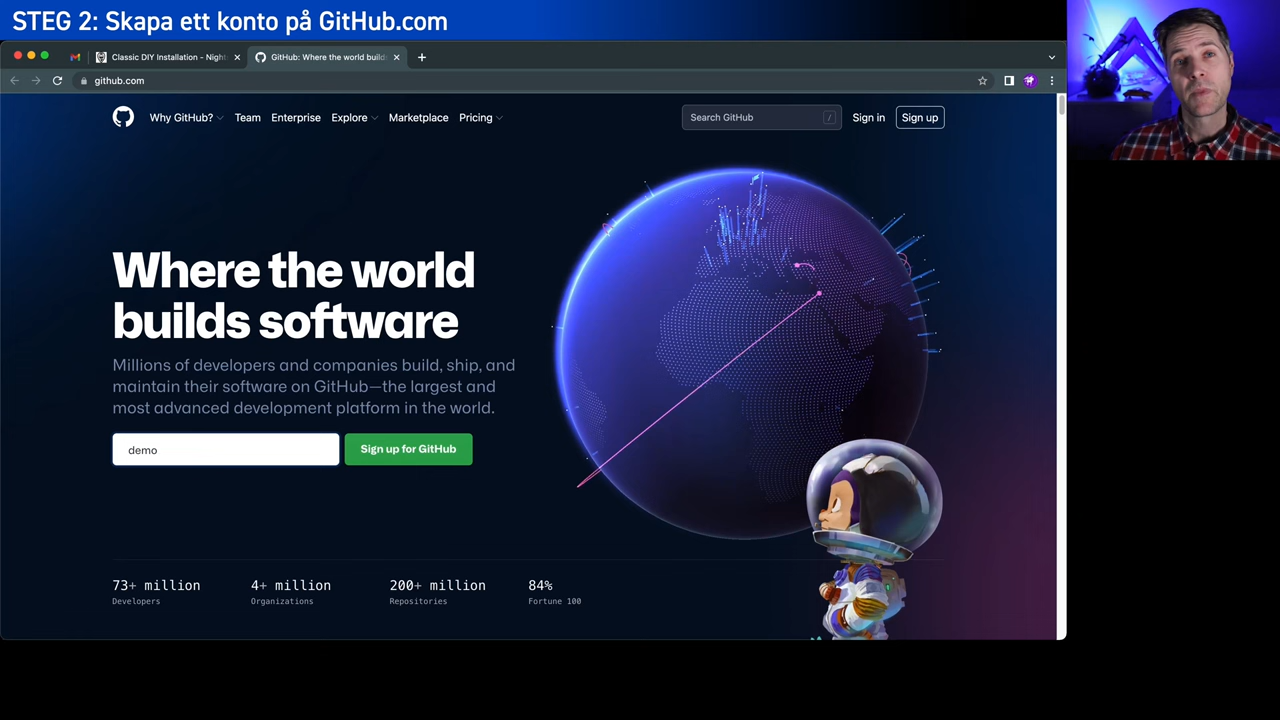 STEG 2: Skapa ett konto på GitHub.com
Classic DIY Installation - Night
GitHub: Where the world build
github.com
Why GitHub? Team Enterprise Explore Marketplace Pricing
Search GitHub /
Sign in Sign up
Where the world
builds software
Millions of developers and companies build, ship, and
maintain their software on GitHub—the largest and
most advanced development platform in the world.
demo
Sign up for GitHub
73+ million
Developers
4+ million
Organizations
200+ million
Repositories
84%
Fortune 100